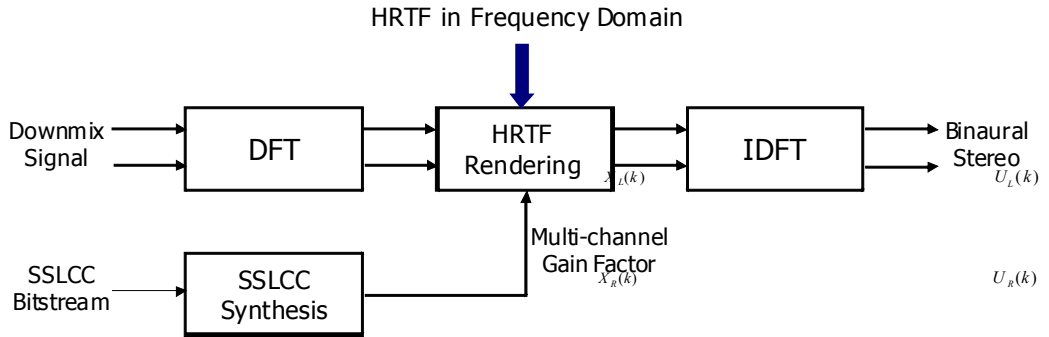 HRTF in Frequency Domain
Downmix
Signal
DFT
HRTF
Rendering
IDFT
Binaural
Stereo
X_L(k)
U_L(k)
Multi-channel
Gain Factor
SSLCC
Bitstream
SSLCC
Synthesis
X_R(k)
U_R(k)